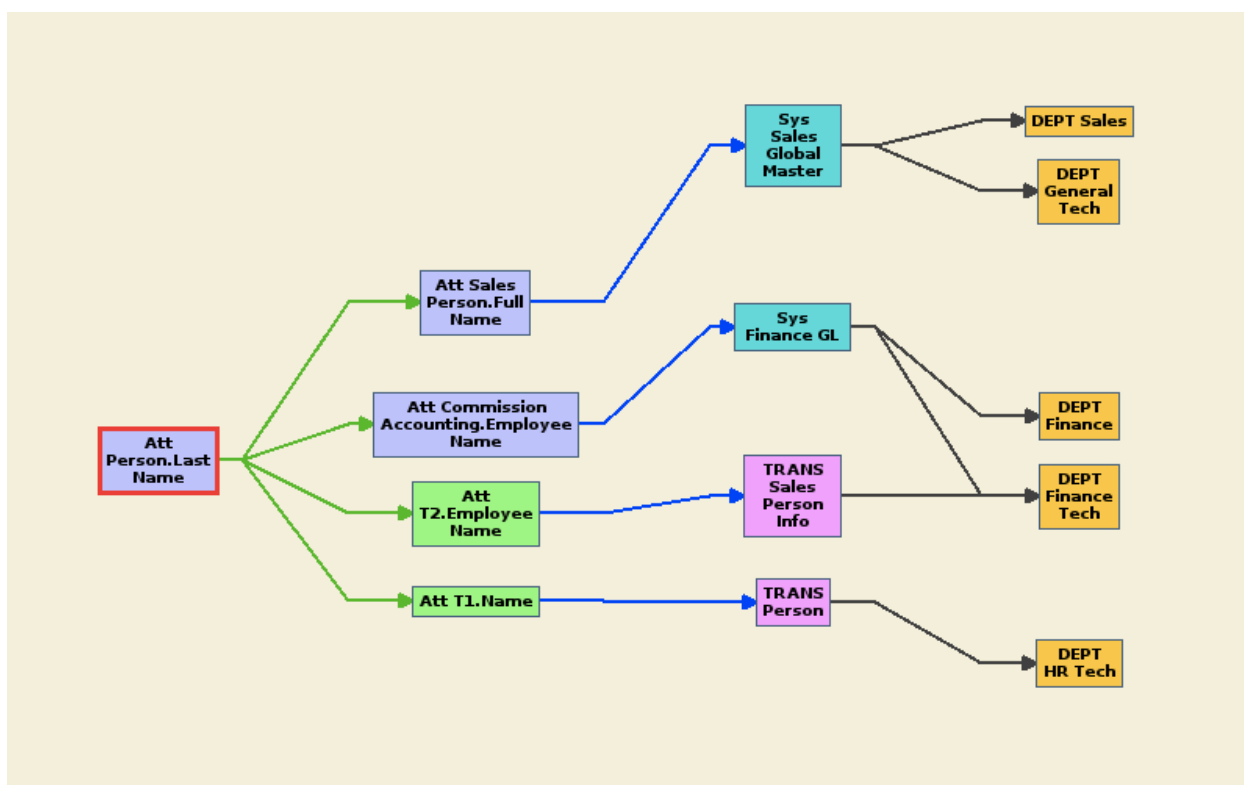 Sys
Sales
Global
Master
DEPT Sales
DEPT
General
Tech
Att Sales
Person.Full
Name
Sys
Finance GL
Att Commission
Accounting.Employee
Name
DEPT
Finance
Att
Person.Last
Name
TRANS
Sales
Person
Info
DEPT
Finance
Tech
Att
T2.Employee
Name
Att T1.Name
TRANS
Person
DEPT
HR Tech